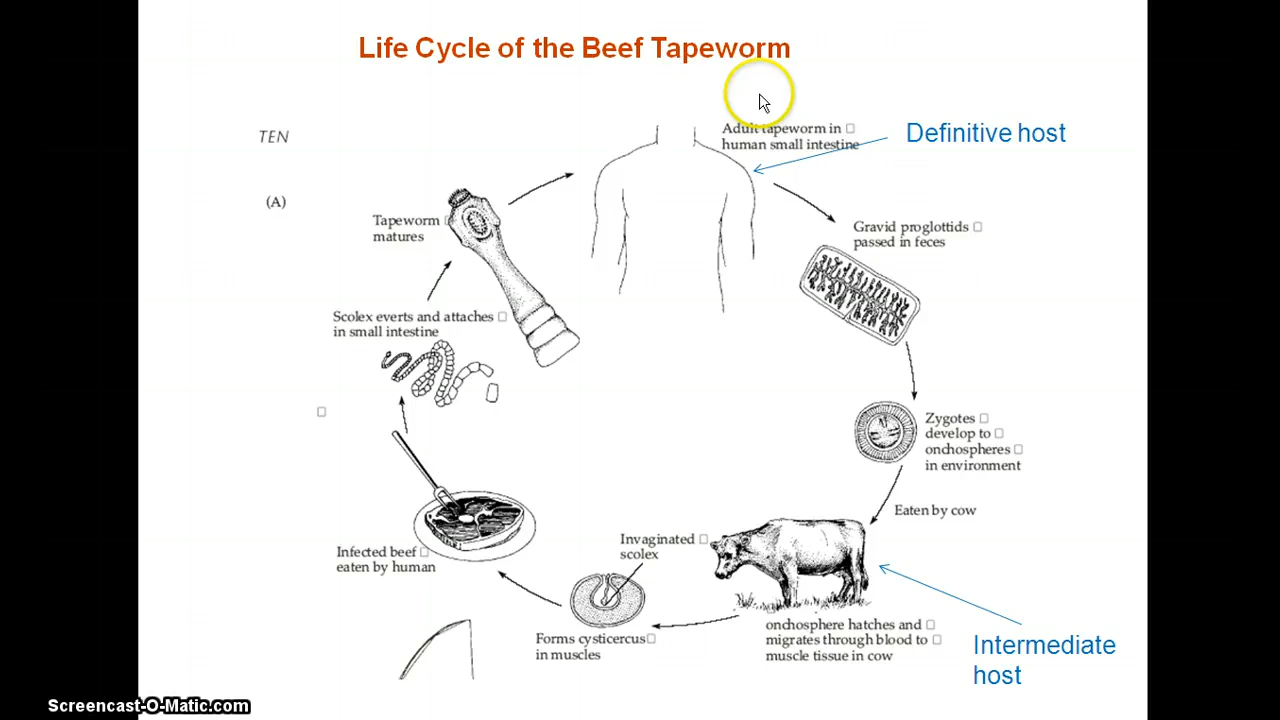 Life Cycle of the Beef Tapeworm
TEN
(A)
Adult tapeworm in
human small intestine
Definitive host
Gravid proglottids
passed in feces
Zygotes
develop to
onchospheres
in environment
Eaten by cow
Intermediate
host
onchosphere hatches and
migrates through blood to
muscle tissue in cow
Invaginated
scolex
Forms cysticercus
in muscles
Infected beef
eaten by human
Scolex everts and attaches
in small intestine
Tapeworm
matures
Screencast-O-Matic.com